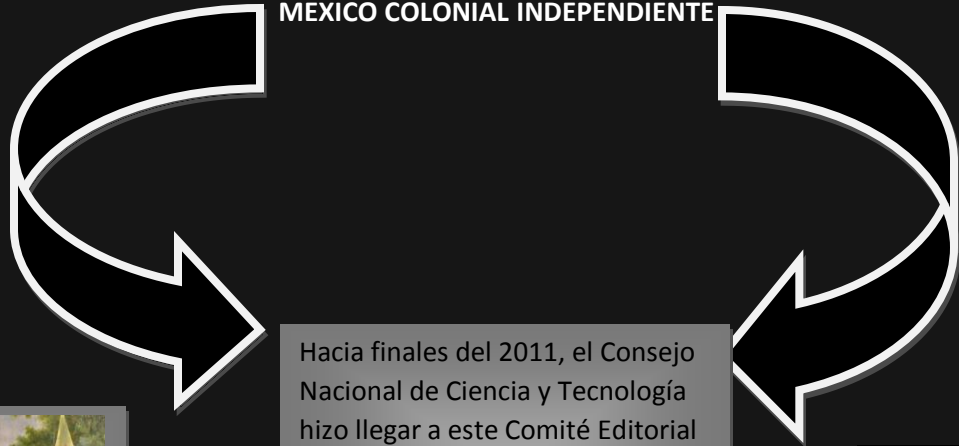 MEXICO COLONIAL INDEPENDIENTE
Hacia finales del 2011, el Consejo
Nacional de Ciencia y Tecnología
hizo llegar a este Comité Editorial